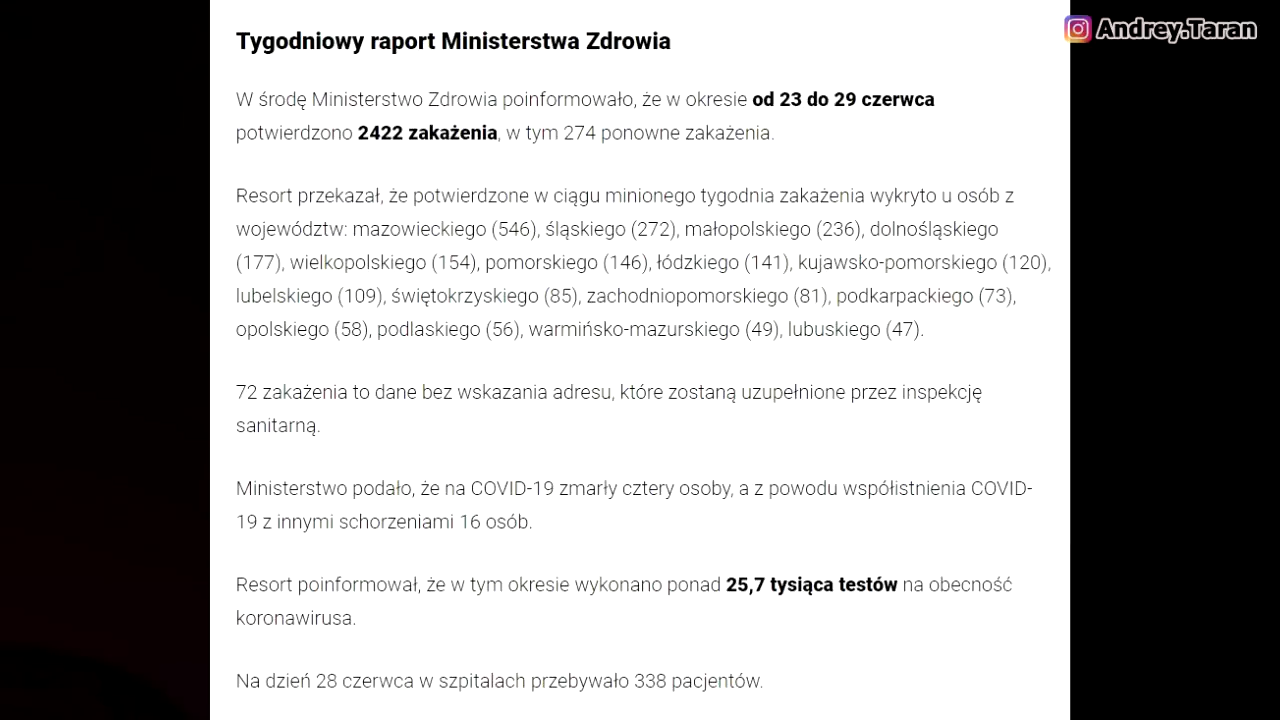 Andrey.Taran
Tygodniowy raport Ministerstwa Zdrowia
W środę Ministerstwo Zdrowia poinformowało, że w okresie od 23 do 29 czerwca
potwierdzono 2422 zakażenia, w tym 274 ponowne zakażenia.
Resort przekazał, że potwierdzone w ciągu minionego tygodnia zakażenia wykryto u osób z
województw: mazowieckiego (546), śląskiego (272), małopolskiego (236), dolnośląskiego
(177), wielkopolskiego (154), pomorskiego (146), łódzkiego (141), kujawsko-pomorskiego (120),
lubelskiego (109), świętokrzyskiego (85), zachodniopomorskiego (81), podkarpackiego (73),
opolskiego (58), podlaskiego (56), warmińsko-mazurskiego (49), lubuskiego (47).
72 zakażenia to dane bez wskazania adresu, które zostaną uzupełnione przez inspekcję
sanitarną.
Ministerstwo podało, że na COVID-19 zmarły cztery osoby, a z powodu współistnienia COVID-
19 z innymi schorzeniami 16 osób.
Resort poinformował, że w tym okresie wykonano ponad 25,7 tysiąca testów na obecność
koronawirusa.
Na dzień 28 czerwca w szpitalach przebywało 338 pacjentów.